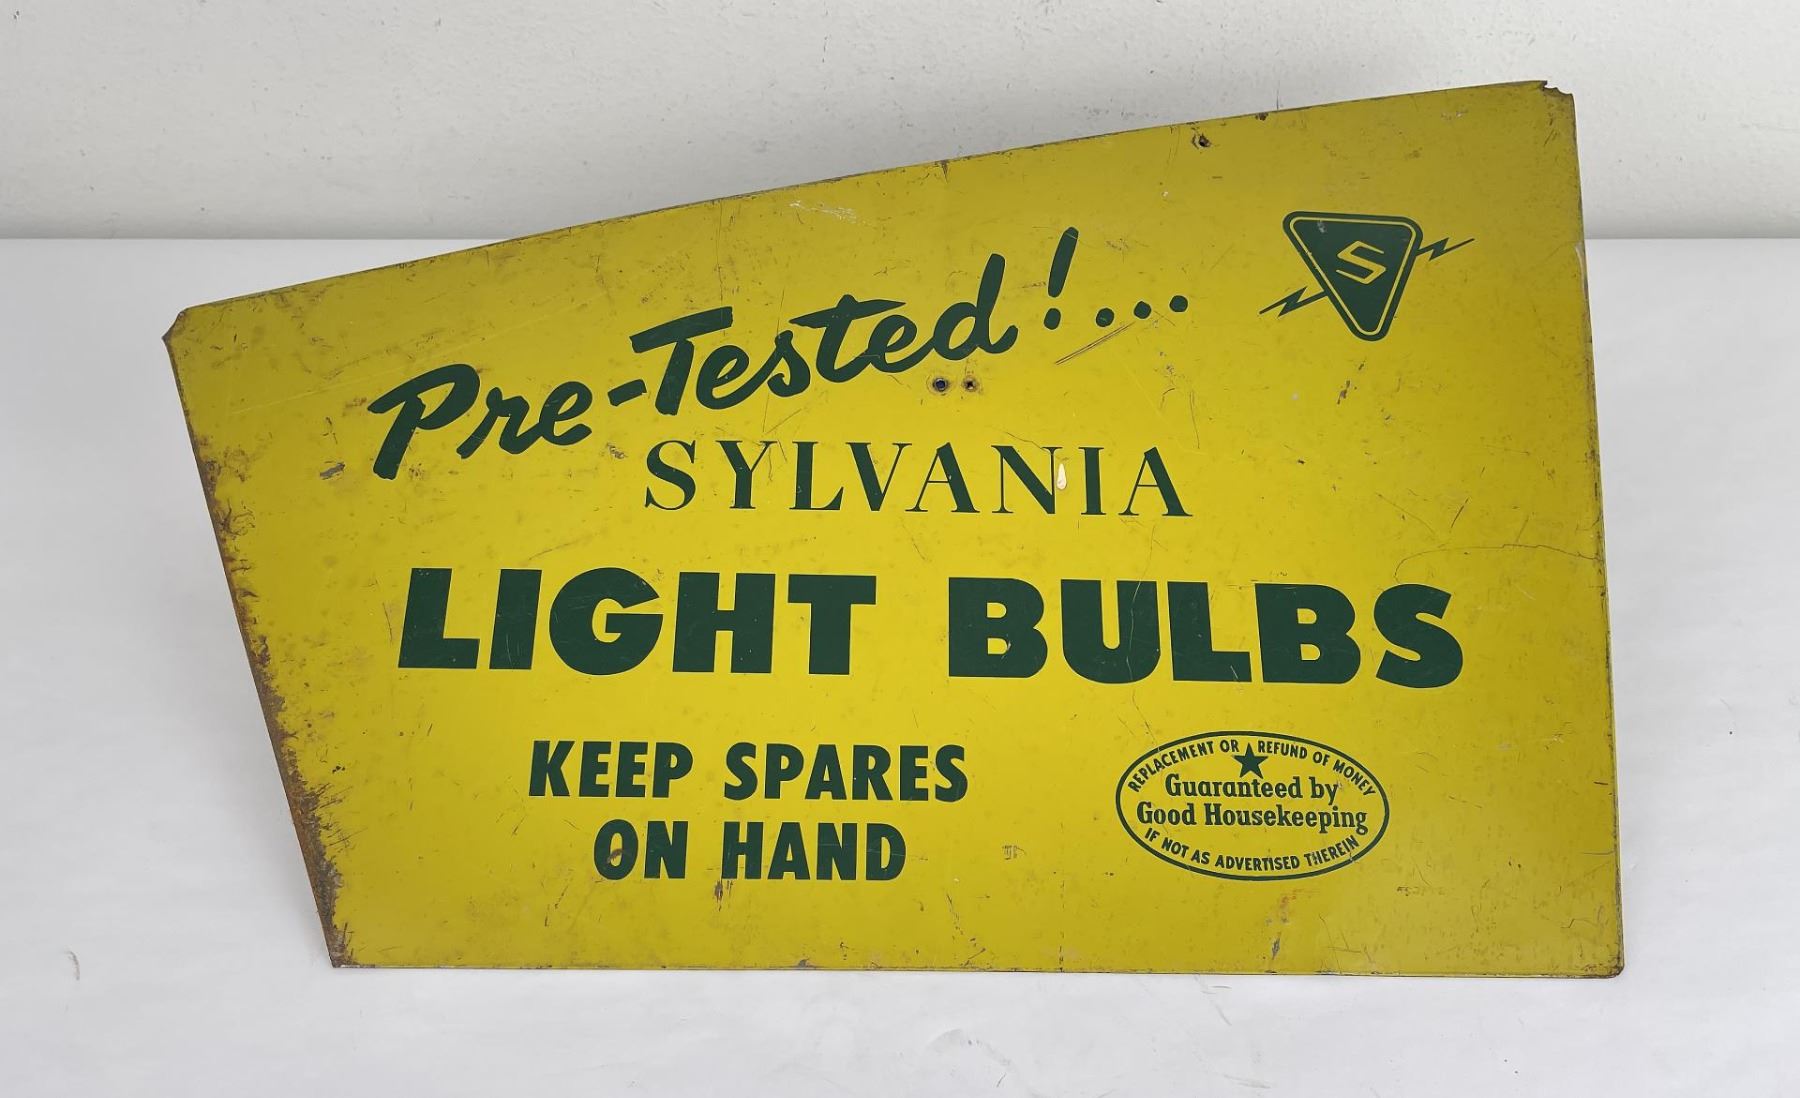 Pre-Tested!...
S
SYLVANIA
LIGHT BULBS
KEEP SPARES
ON HAND
REPLACEMENT OR REFUND OF MONEY
Guaranteed by
Good Housekeeping
IF NOT AS ADVERTISED THEREIN